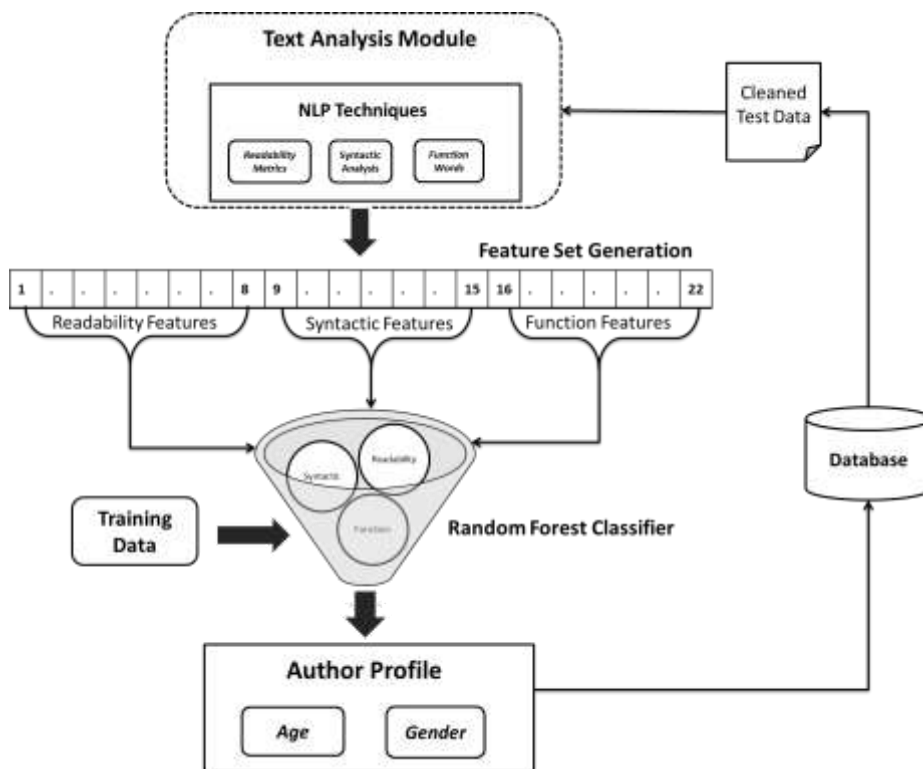 Text Analysis Module
NLP Techniques
Readability
Metrics
Syntactic
Analysis
Function
Words
Cleaned
Test Data
Feature Set Generation
1 . . . . . . 8 9 . . . . . 15 16 . . . . . 22
Readability Features
Syntactic Features
Function Features
Readability
Syntactic
Function
Database
Training
Data
Random Forest Classifier
Author Profile
Age
Gender